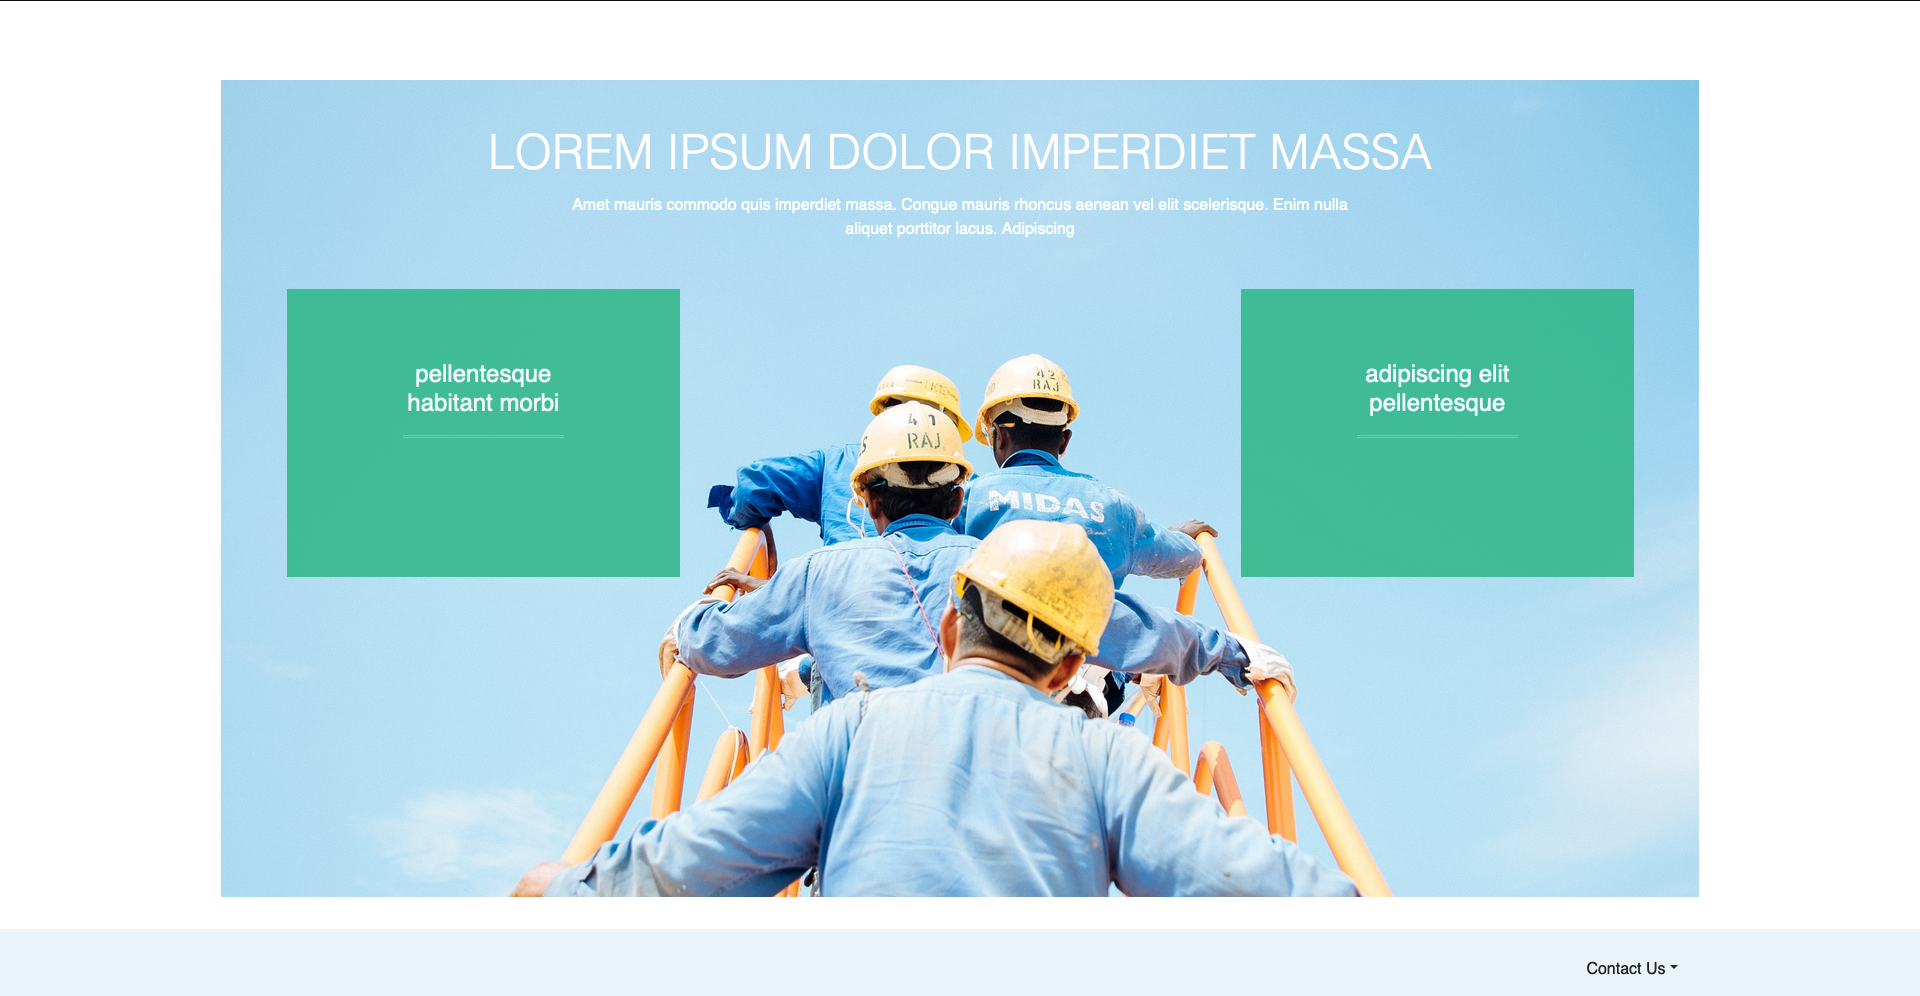 LOREM IPSUM DOLOR IMPERDIET MASSA
Amet mauris commodo quis imperdiet massa. Congue mauris rhoncus aenean vel elit scelerisque. Enim nulla
aliquet porttitor lacus. Adipiscing
pellentesque
habitant morbi
adipiscing elit
pellentesque
42
RAJ
41
RAJ
MIDAS
Contact Us